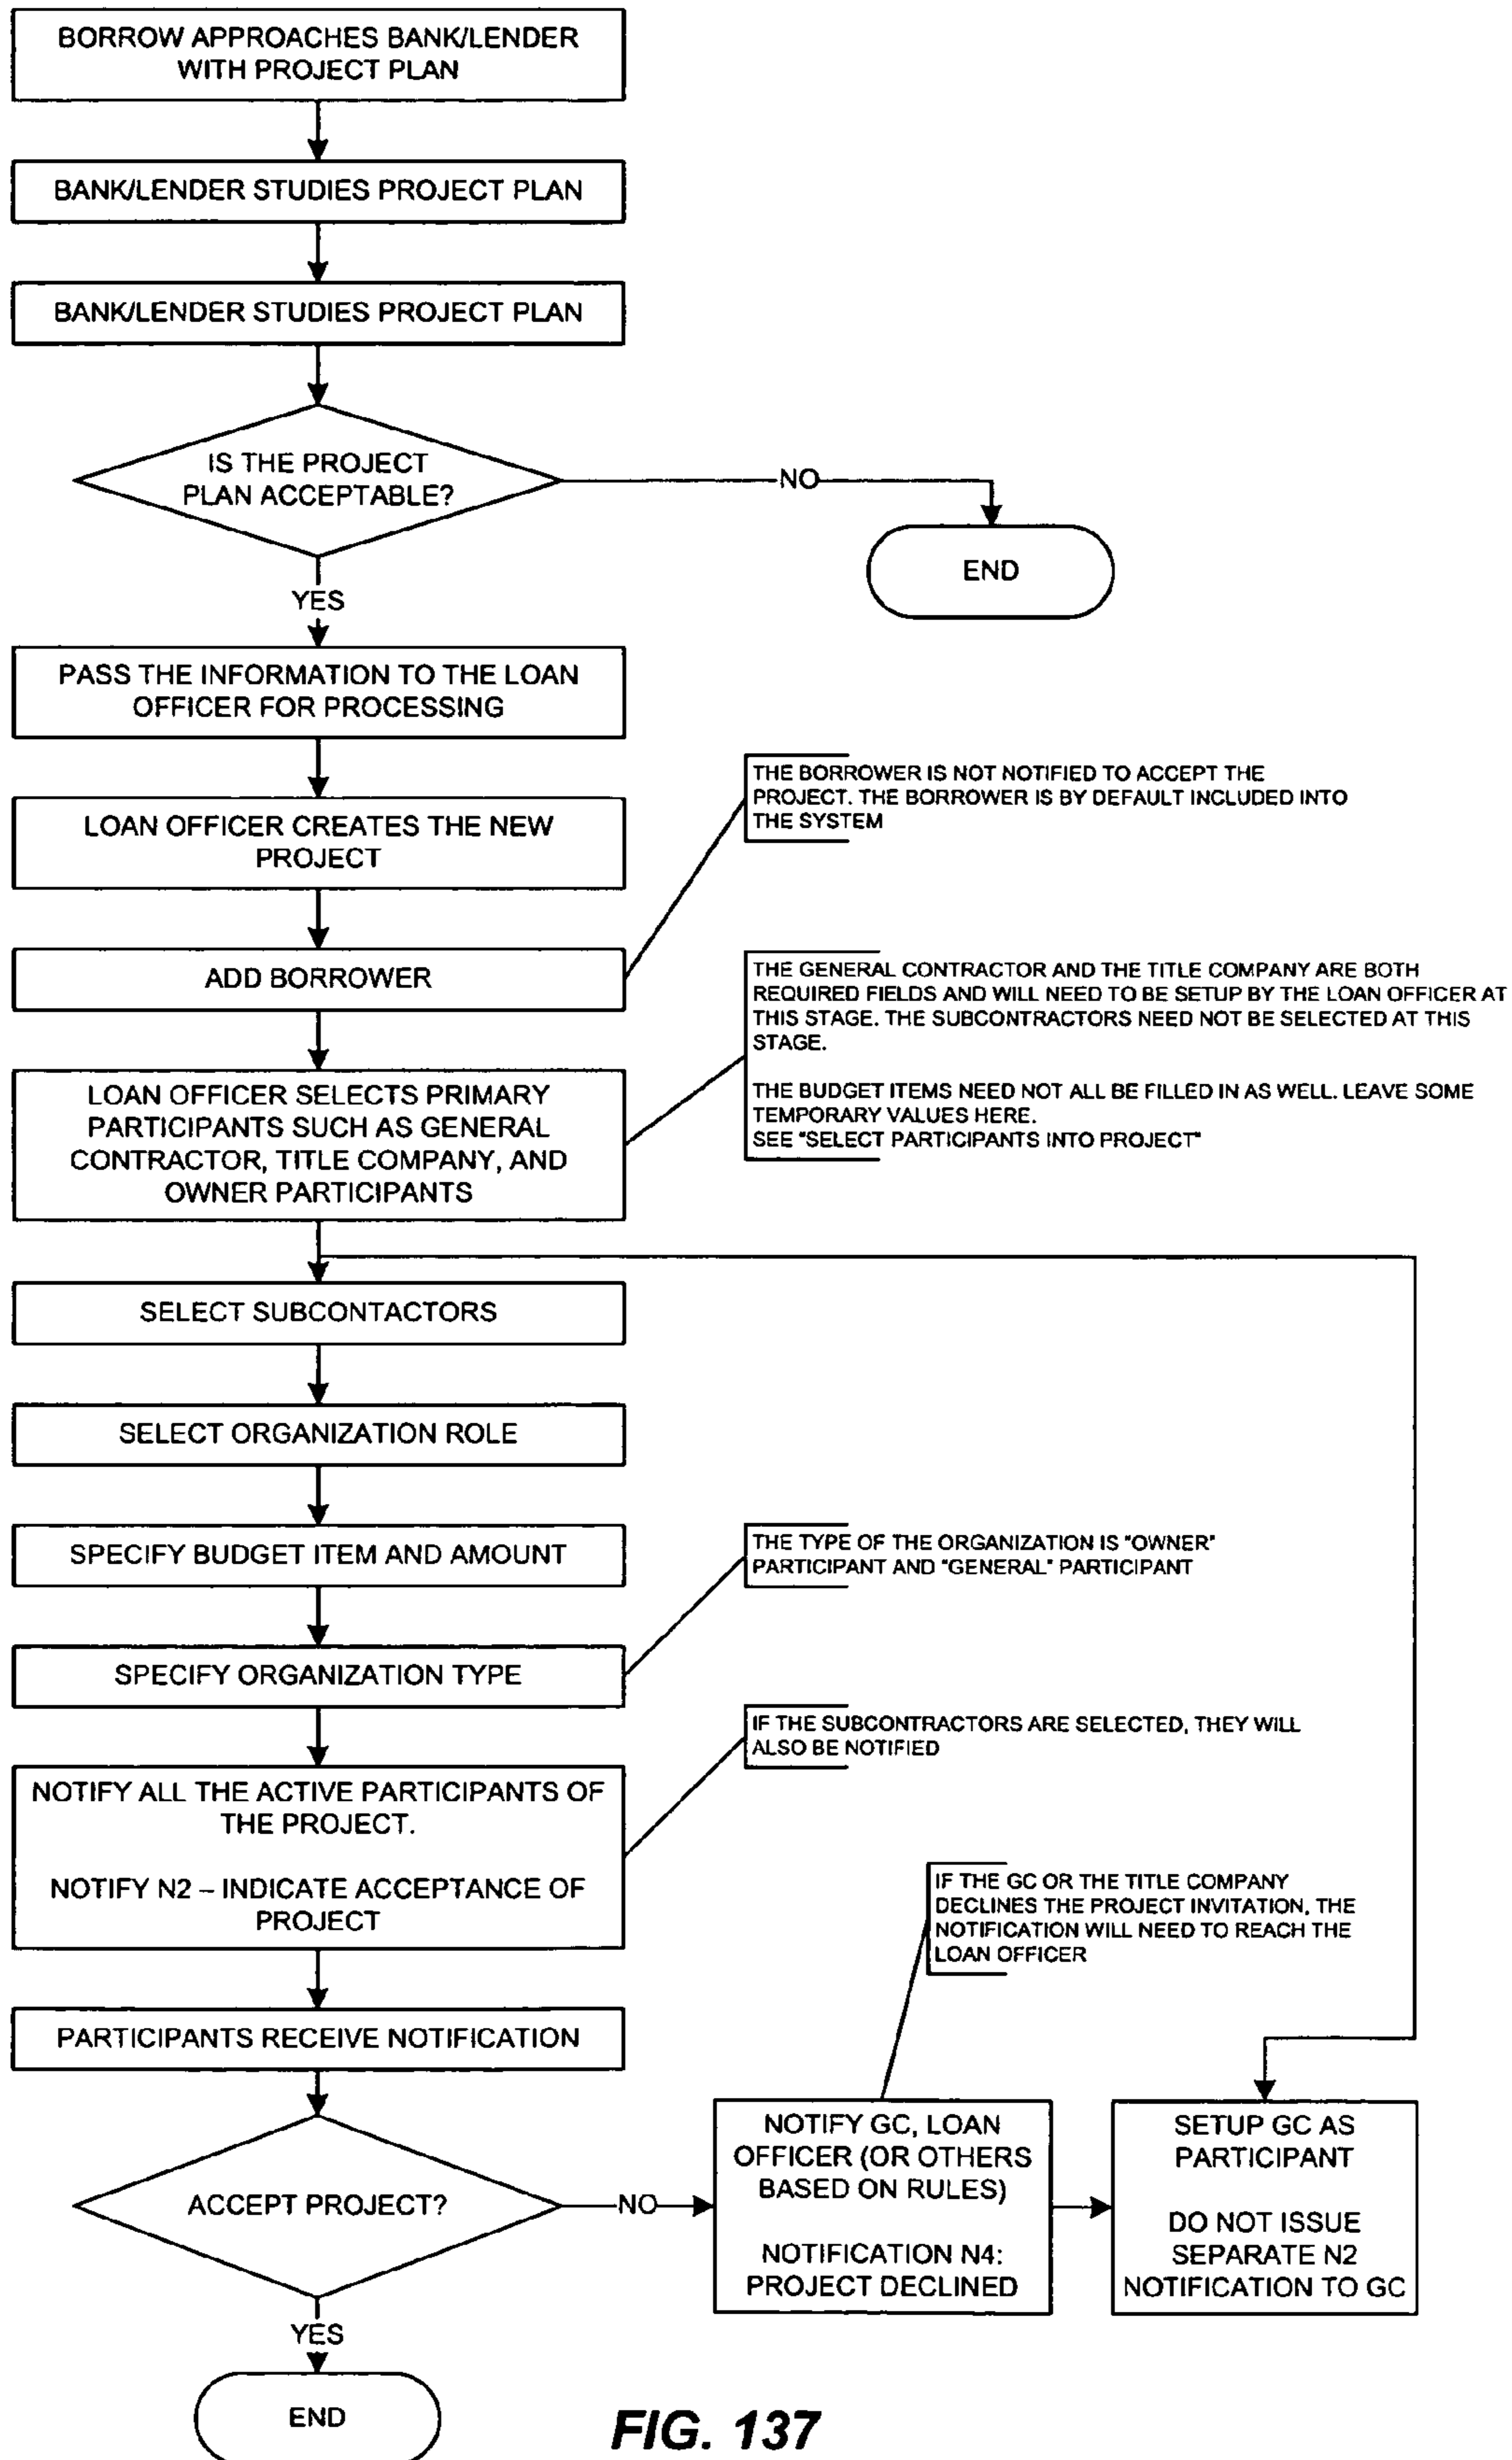 BORROW APPROACHES BANK/LENDER
WITH PROJECT PLAN
BANK/LENDER STUDIES PROJECT PLAN
BANK/LENDER STUDIES PROJECT PLAN
IS THE PROJECT
PLAN ACCEPTABLE?
NO
END
YES
PASS THE INFORMATION TO THE LOAN
OFFICER FOR PROCESSING
LOAN OFFICER CREATES THE NEW
PROJECT
THE BORROWER IS NOT NOTIFIED TO ACCEPT THE
PROJECT. THE BORROWER IS BY DEFAULT INCLUDED INTO
THE SYSTEM
ADD BORROWER
THE GENERAL CONTRACTOR AND THE TITLE COMPANY ARE BOTH
REQUIRED FIELDS AND WILL NEED TO BE SETUP BY THE LOAN OFFICER AT
THIS STAGE. THE SUBCONTRACTORS NEED NOT BE SELECTED AT THIS
STAGE.
THE BUDGET ITEMS NEED NOT ALL BE FILLED IN AS WELL. LEAVE SOME
TEMPORARY VALUES HERE.
SEE "SELECT PARTICIPANTS INTO PROJECT"
LOAN OFFICER SELECTS PRIMARY
PARTICIPANTS SUCH AS GENERAL
CONTRACTOR, TITLE COMPANY, AND
OWNER PARTICIPANTS
SELECT SUBCONTACTORS
SELECT ORGANIZATION ROLE
SPECIFY BUDGET ITEM AND AMOUNT
THE TYPE OF THE ORGANIZATION IS "OWNER"
PARTICIPANT AND "GENERAL" PARTICIPANT
SPECIFY ORGANIZATION TYPE
IF THE SUBCONTRACTORS ARE SELECTED, THEY WILL
ALSO BE NOTIFIED
NOTIFY ALL THE ACTIVE PARTICIPANTS OF
THE PROJECT.
NOTIFY N2 – INDICATE ACCEPTANCE OF
PROJECT
IF THE GC OR THE TITLE COMPANY
DECLINES THE PROJECT INVITATION, THE
NOTIFICATION WILL NEED TO REACH THE
LOAN OFFICER
PARTICIPANTS RECEIVE NOTIFICATION
ACCEPT PROJECT?
NO
NOTIFY GC, LOAN
OFFICER (OR OTHERS
BASED ON RULES)
NOTIFICATION N4:
PROJECT DECLINED
SETUP GC AS
PARTICIPANT
DO NOT ISSUE
SEPARATE N2
NOTIFICATION TO GC
YES
END
FIG. 137